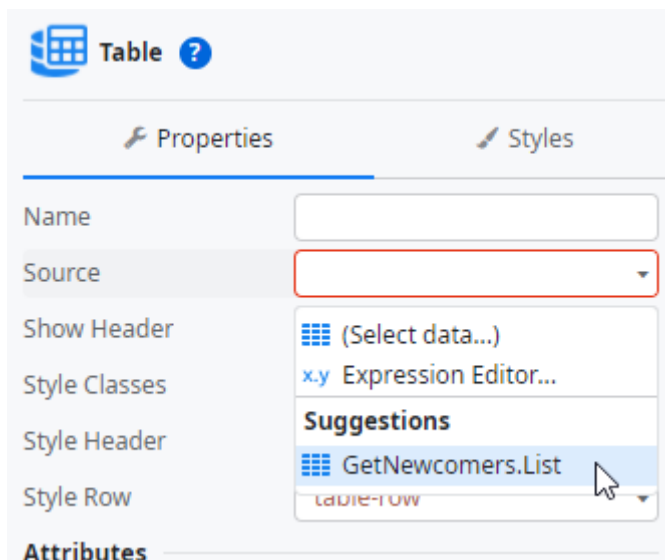 Table ?
Properties Styles
Name
Source
Show Header (Select data...)
x.y Expression Editor...
Style Classes
Suggestions
Style Header
GetNewcomers.List
Style Row table-row
Attributes